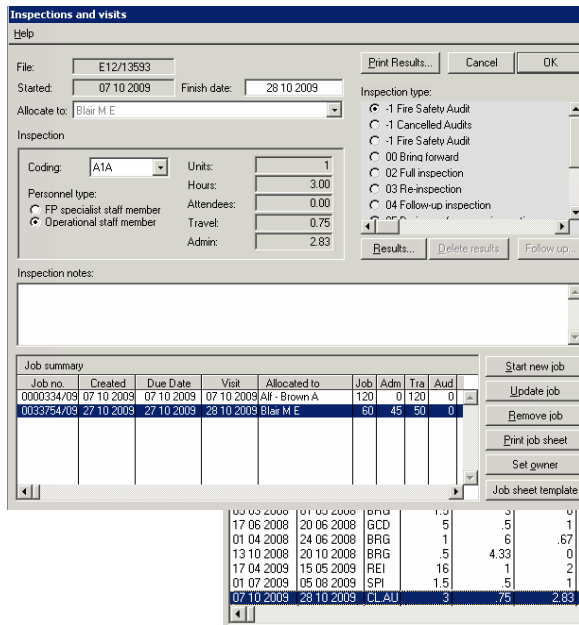 Inspections and visits
Help
File: E12/13593
Print Results... Cancel OK
Started: 07 10 2009 Finish date: 28 10 2009
Allocate to: Blair M E
Inspection type:
-1 Fire Safety Audit
-1 Cancelled Audits
-1 Fire Safety Audit
00 Bring forward
02 Full inspection
03 Re-inspection
04 Follow-up inspection
Inspection
Coding: A1A
Units: 1
Hours: 3.00
Attendees: 0.00
Travel: 0.75
Admin: 2.83
Personnel type:
FP specialist staff member
Operational staff member
Results... Delete results Follow up...
Inspection notes:
Job summary
Job no. Created Due Date Visit Allocated to Job Adm Tra Aud
0000334/09 07 10 2009 07 10 2009 07 10 2009 Alf - Brown A 120 0 120 0
0033754/09 27 10 2009 27 10 2009 28 10 2009 Blair M E 60 45 50 0
Start new job
Update job
Remove job
Print job sheet
Set owner
Job sheet template
17 06 2008 20 06 2008 GCD 5 .5 1
01 04 2008 24 06 2008 BRG 1 6 .67
13 10 2008 20 10 2008 BRG .5 4.33 0
17 04 2009 15 05 2009 REI 16 1 2
01 07 2009 05 08 2009 SPI 1.5 .5 1
07 10 2009 28 10 2009 CL.AU 3 .75 2.83